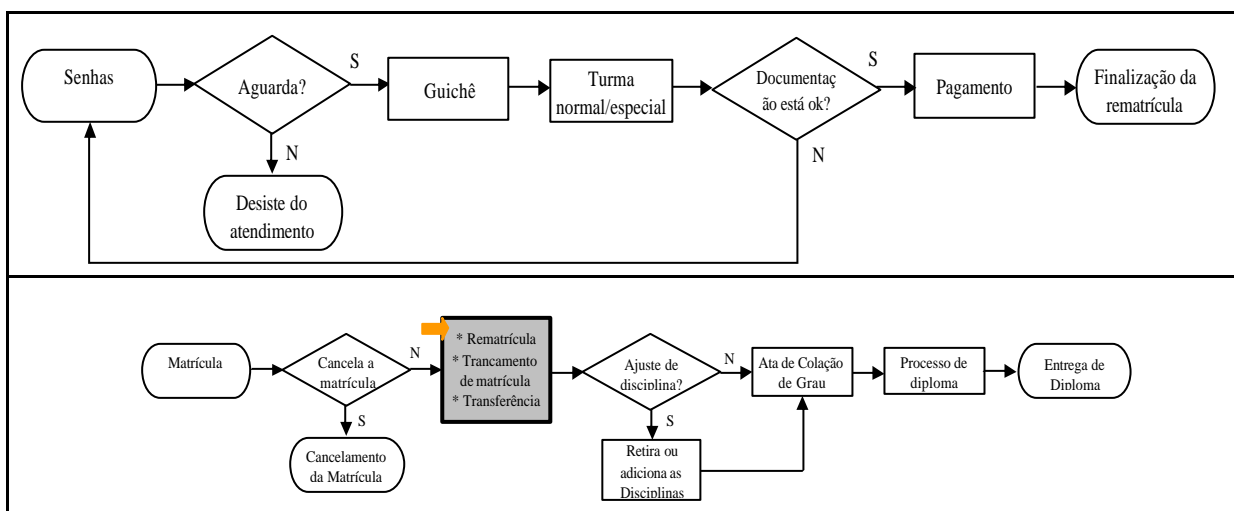 Senhas
Aguarda?
S
N
Desiste do
atendimento
Guichê
Turma
normal/especial
Documentaç
ão está ok?
S
N
Pagamento
Finalização da
rematrícula
Matrícula
Cancela a
matrícula
N
S
Cancelamento
da Matrícula
* Rematrícula
* Trancamento
de matrícula
* Transferência
Ajuste de
disciplina?
N
S
Retira ou
adiciona as
Disciplinas
Ata de Colação
de Grau
Processo de
diploma
Entrega de
Diploma